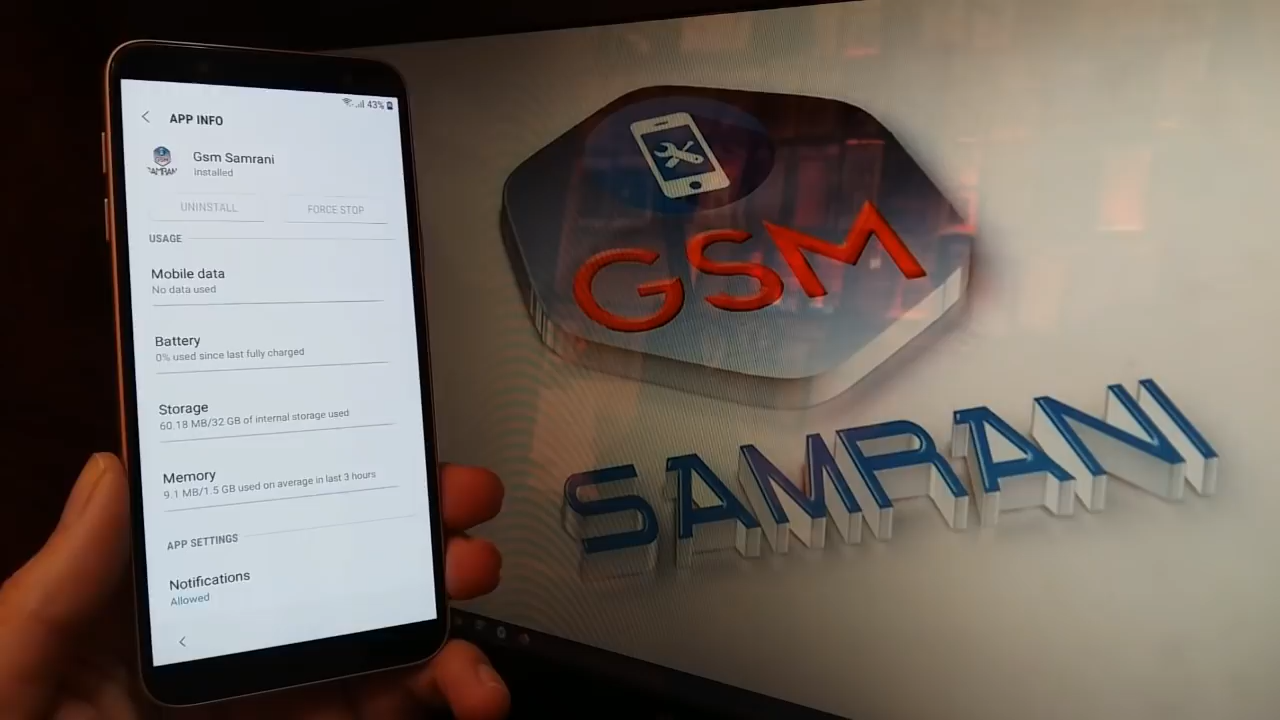 43%
APP INFO
Gsm Samrani
Installed
UNINSTALL
FORCE STOP
USAGE
Mobile data
No data used
Battery
0% used since last fully charged
Storage
60.18 MB/32 GB of internal storage used
Memory
9.1 MB/1.5 GB used on average in last 3 hours
APP SETTINGS
Notifications
Allowed
GSM
SAMRANI